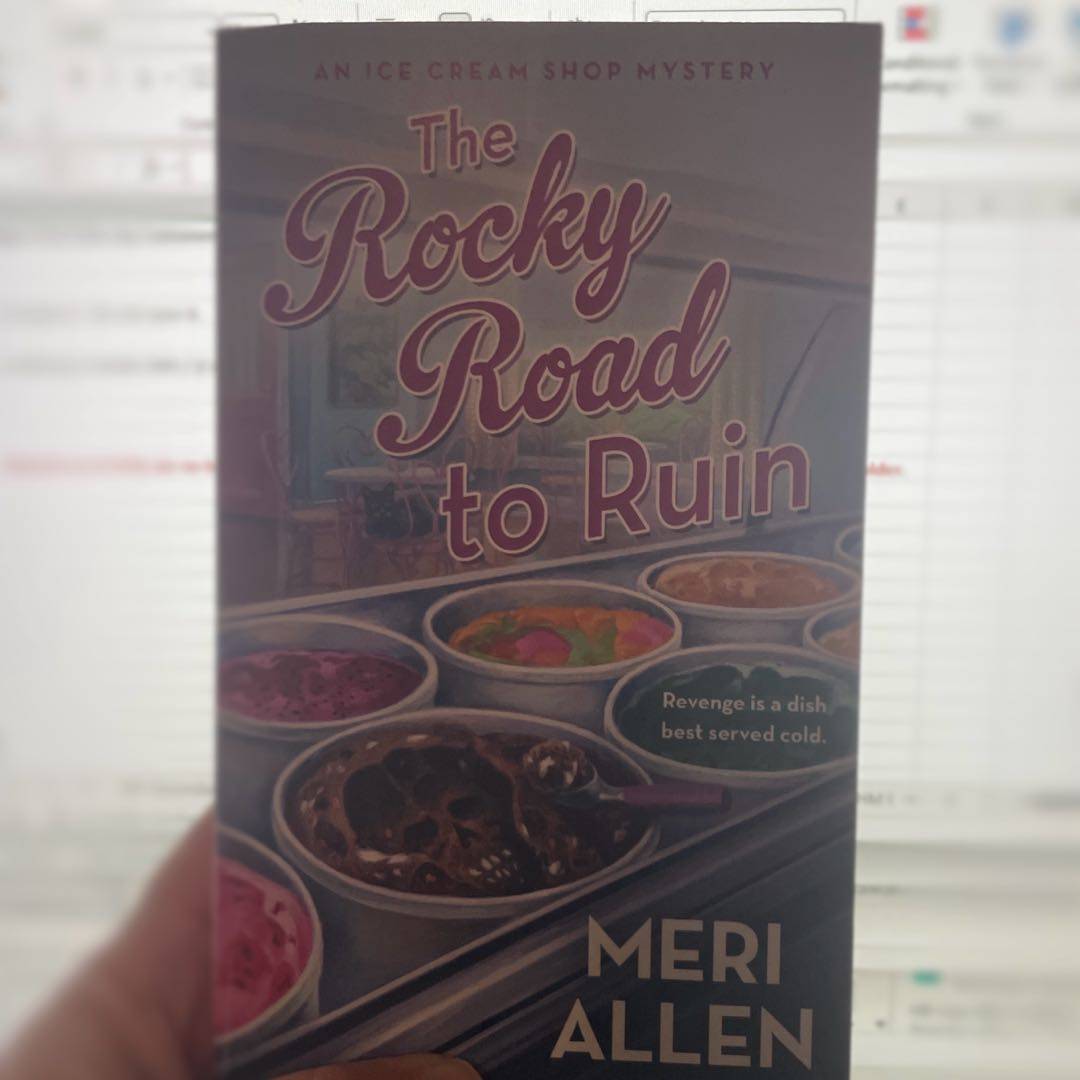 AN ICE CREAM SHOP MYSTERY
The
Rocky
Road
to Ruin
Revenge is a dish
best served cold.
MERI
ALLEN